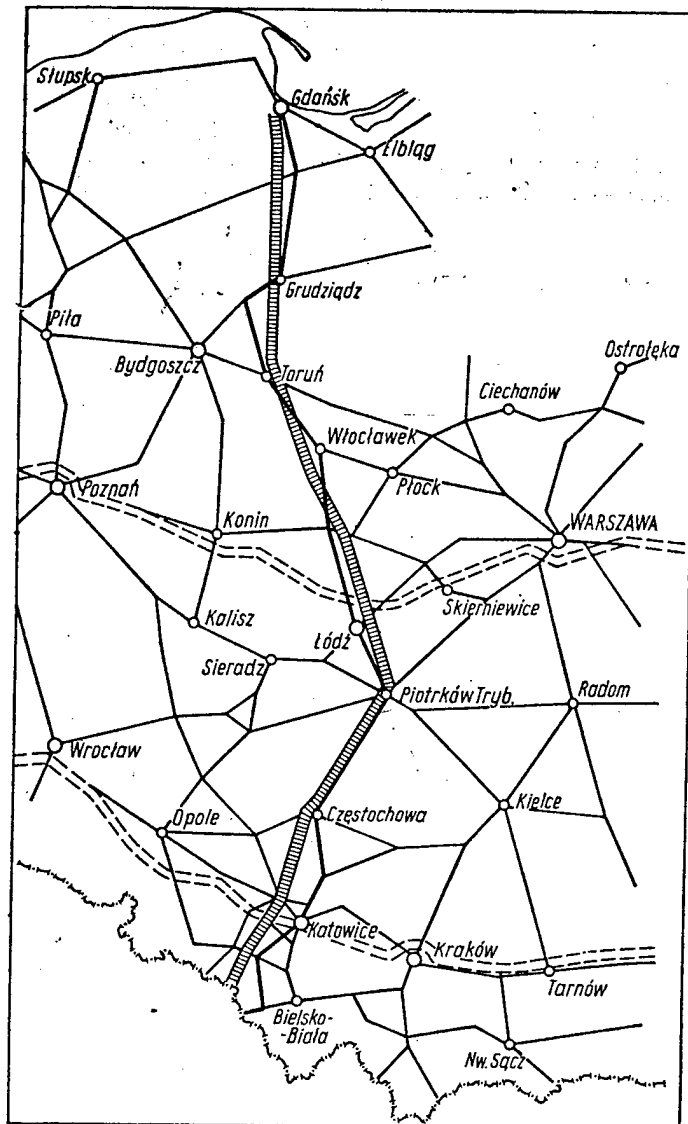 Słupsk
Gdańsk
Elbląg
Grudziądz
Piła
Bydgoszcz
Toruń
Ostrołęka
Ciechanów
Włocławek
Płock
Poznań
Konin
WARSZAWA
Skierniewice
Kalisz
Łódź
Sieradz
Piotrków Tryb.
Radom
Wrocław
Opole
Częstochowa
Kielce
Katowice
Kraków
Tarnów
Bielsko-
-Biała
Nw. Sącz